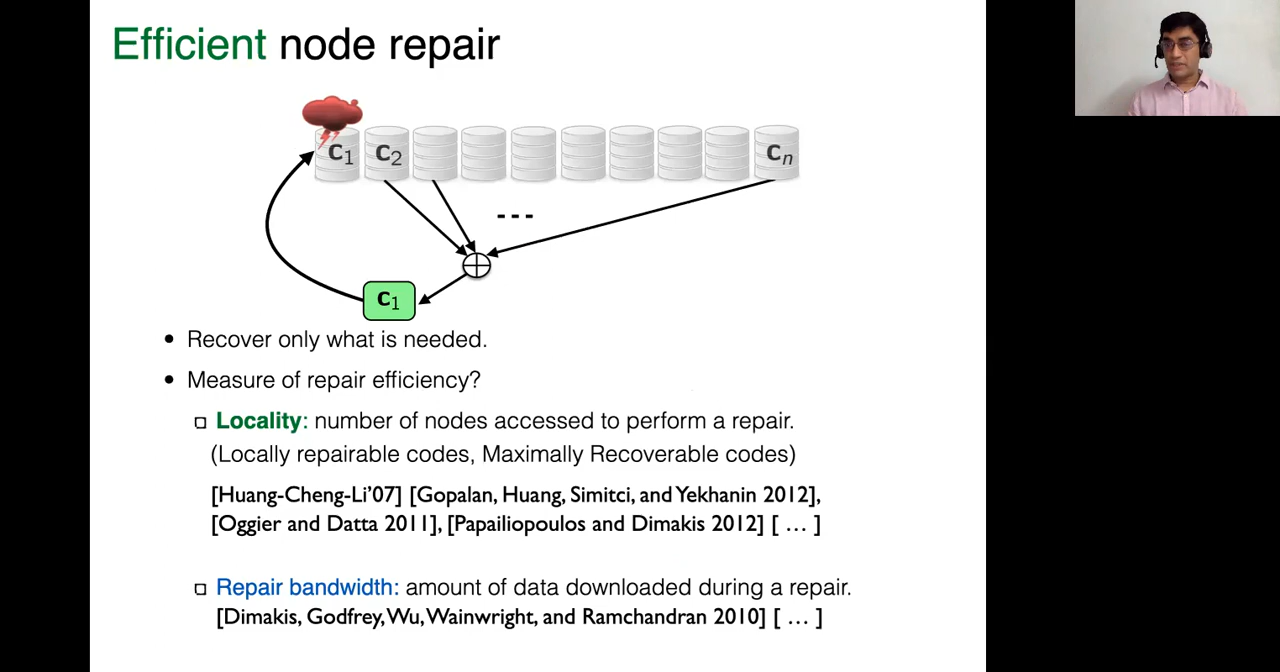 Efficient node repair
C1 C2 Cn
---
C1
• Recover only what is needed.
• Measure of repair efficiency?
Locality: number of nodes accessed to perform a repair.
(Locally repairable codes, Maximally Recoverable codes)
[Huang-Cheng-Li'07] [Gopalan, Huang, Simitci, and Yekhanin 2012],
[Oggier and Datta 2011], [Papailiopoulos and Dimakis 2012] [ … ]
Repair bandwidth: amount of data downloaded during a repair.
[Dimakis, Godfrey, Wu, Wainwright, and Ramchandran 2010] [ … ]